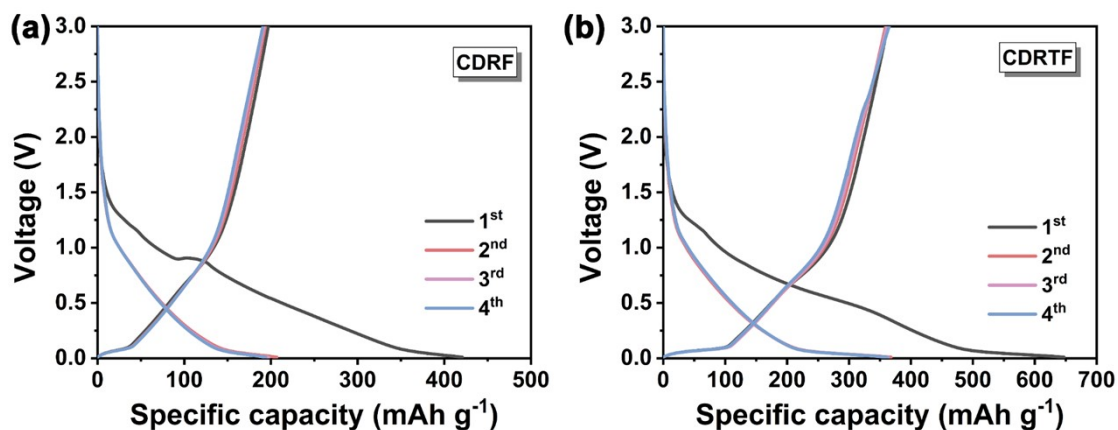 (a)
CDRF
3.0
2.5
2.0
1.5
1.0
0.5
0.0
Voltage (V)
1st
2nd
3rd
4th
0 100 200 300 400 500
Specific capacity (mAh g-1)
(b)
CDRTF
3.0
2.5
2.0
1.5
1.0
0.5
0.0
Voltage (V)
1st
2nd
3rd
4th
0 100 200 300 400 500 600 700
Specific capacity (mAh g-1)